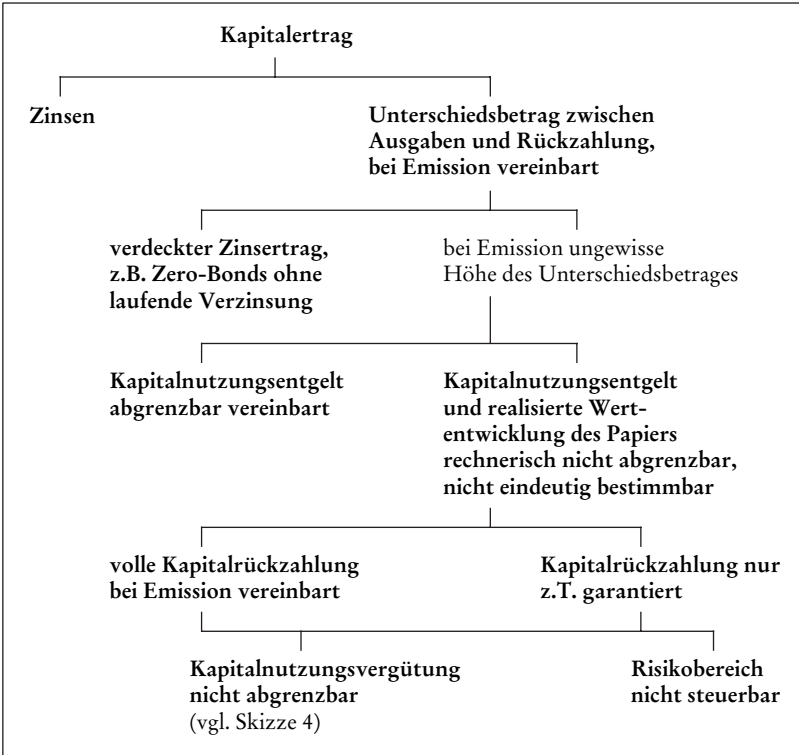 Kapitalertrag
Zinsen
Unterschiedsbetrag zwischen
Ausgaben und Rückzahlung,
bei Emission vereinbart
verdeckter Zinsertrag,
z.B. Zero-Bonds ohne
laufende Verzinsung
bei Emission ungewisse
Höhe des Unterschiedsbetrages
Kapitalnutzungsentgelt
abgrenzbar vereinbart
Kapitalnutzungsentgelt
und realisierte Wert-
entwicklung des Papiers
rechnerisch nicht abgrenzbar,
nicht eindeutig bestimmbar
volle Kapitalrückzahlung
bei Emission vereinbart
Kapitalrückzahlung nur
z.T. garantiert
Kapitalnutzungsvergütung
nicht abgrenzbar
(vgl. Skizze 4)
Risikobereich
nicht steuerbar